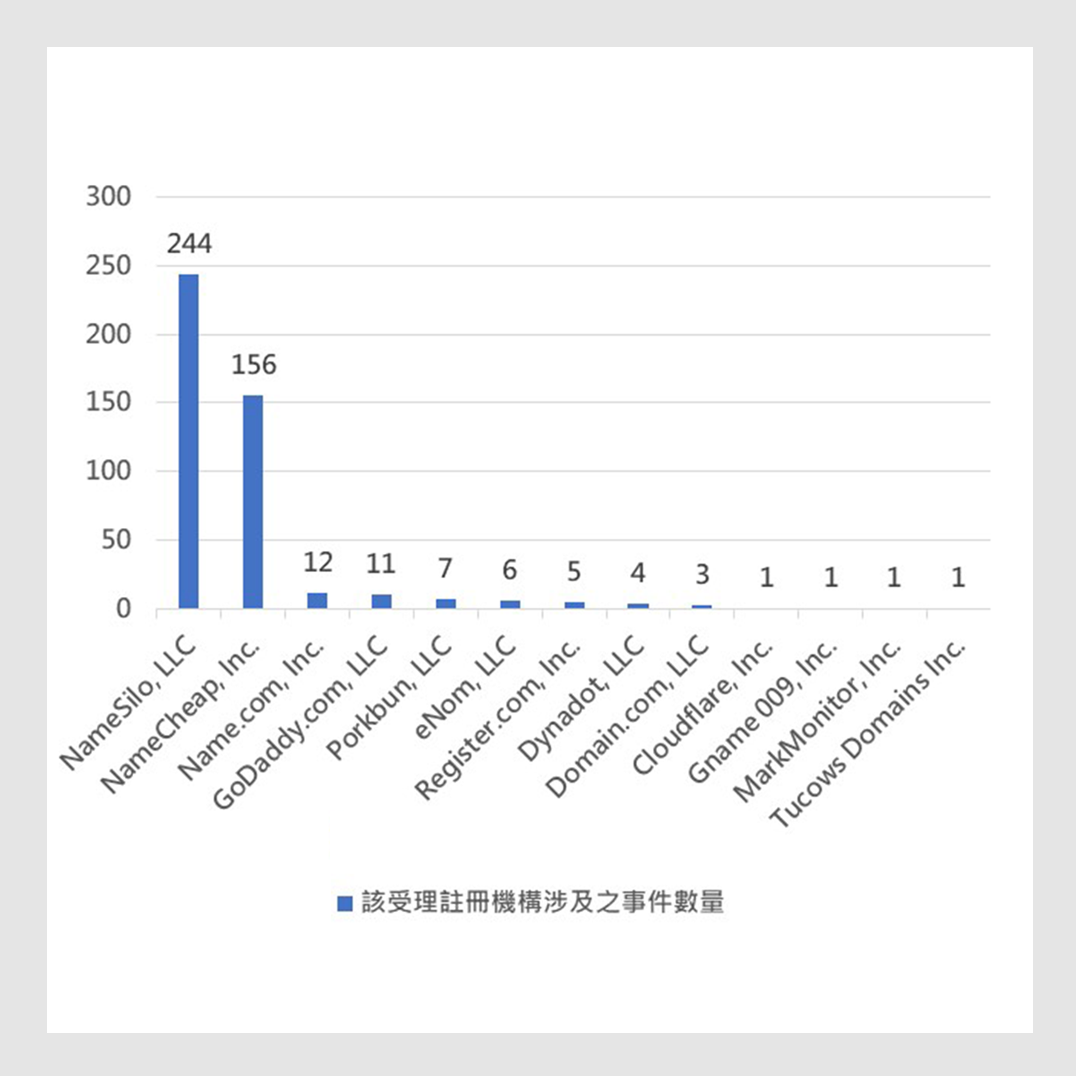 300
250
200
150
100
50
0
244
156
12
11
7
6
5
4
3
1
1
1
1
NameSilo, LLC
NameCheap, Inc.
Name.com, Inc.
GoDaddy.com, LLC
Porkbun, LLC
eNom, LLC
Register.com, Inc.
Dynadot, LLC
Domain.com, LLC
Cloudflare, Inc.
Gname 009, Inc.
MarkMonitor, Inc.
Tucows Domains Inc.
該受理註冊機構涉及之事件數量